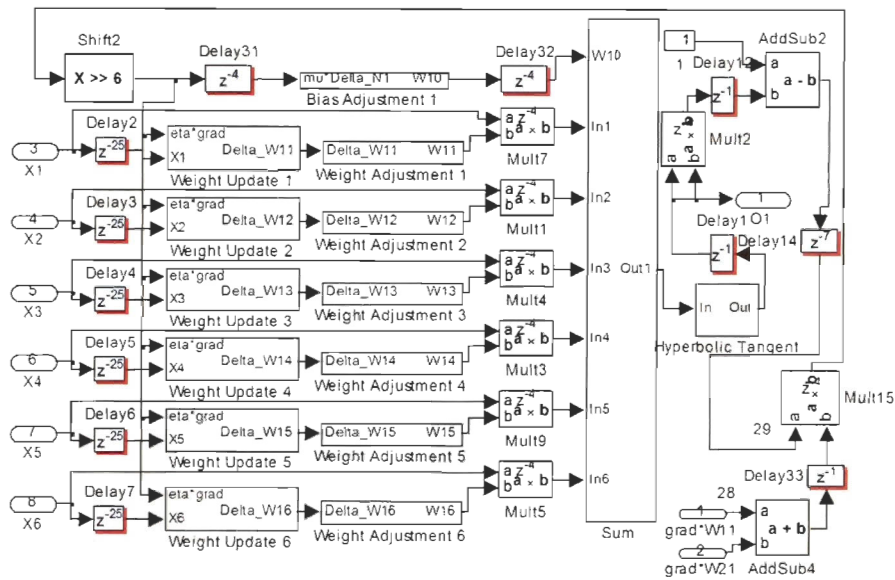 Shift2
X >> 6
Delay31
z-4
mu*Delta_N1 W10
Bias Adjustment 1
Delay32
z-4
W10
1
1
AddSub2
a
b
a - b
Delay12
z-1
Mult2
a
b
3
X1
Delay2
z-25
eta*grad
X1
Delta_W11
Weight Update 1
Delta_W11 W11
Weight Adjustment 1
a z-4
b a × b
Mult7
In1
4
X2
Delay3
z-25
eta*grad
X2
Delta_W12
Weight Update 2
Delta_W12 W12
Weight Adjustment 2
a z-4
b a × b
Mult1
In2
1
O1
Delay1
z-1
Delay14
z-7
5
X3
Delay4
z-25
eta*grad
X3
Delta_W13
Weight Update 3
Delta_W13 W13
Weight Adjustment 3
a z-4
b a × b
Mult4
In3
Out1
In Out
Hyperbolic Tangent
6
X4
Delay5
z-25
eta*grad
X4
Delta_W14
Weight Update 4
Delta_W14 W14
Weight Adjustment 4
a z-4
b a × b
Mult3
In4
Mult15
a
b
29
7
X5
Delay6
z-25
eta*grad
X5
Delta_W15
Weight Update 5
Delta_W15 W15
Weight Adjustment 5
a z-4
b a × b
Mult9
In5
Delay33
z-1
8
X6
Delay7
z-25
eta*grad
X6
Delta_W16
Weight Update 6
Delta_W16 W16
Weight Adjustment 6
a z-4
b a × b
Mult5
In6
Sum
28
1
grad*W11
2
grad*W21
a
b
a + b
AddSub4